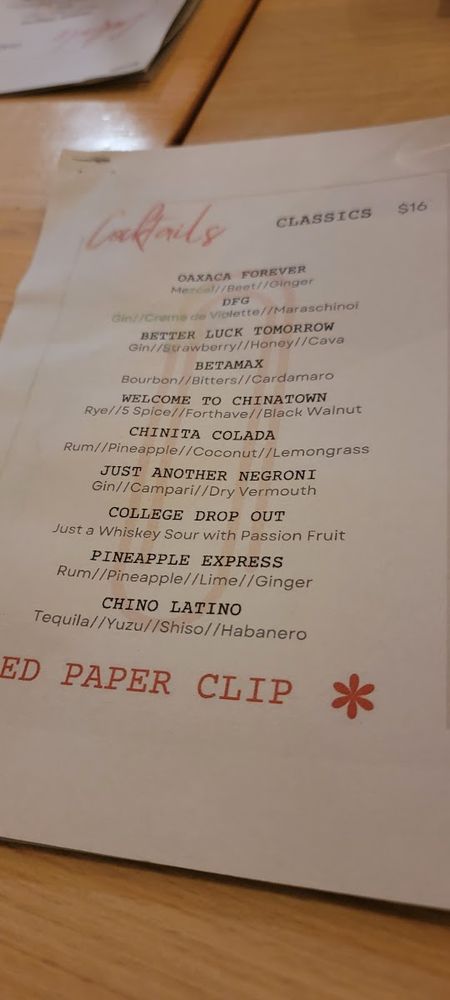 Cocktails
CLASSICS $16
OAXACA FOREVER
Mezcal//Beet//Ginger
DFG
Gin//Creme de Violette//Maraschinoi
BETTER LUCK TOMORROW
Gin//Strawberry//Honey//Cava
BETAMAX
Bourbon//Bitters//Cardamaro
WELCOME TO CHINATOWN
Rye//5 Spice//Forthave//Black Walnut
CHINITA COLADA
Rum//Pineapple//Coconut//Lemongrass
JUST ANOTHER NEGRONI
Gin//Campari//Dry Vermouth
COLLEGE DROP OUT
Just a Whiskey Sour with Passion Fruit
PINEAPPLE EXPRESS
Rum//Pineapple//Lime//Ginger
CHINO LATINO
Tequila//Yuzu//Shiso//Habanero
ED PAPER CLIP